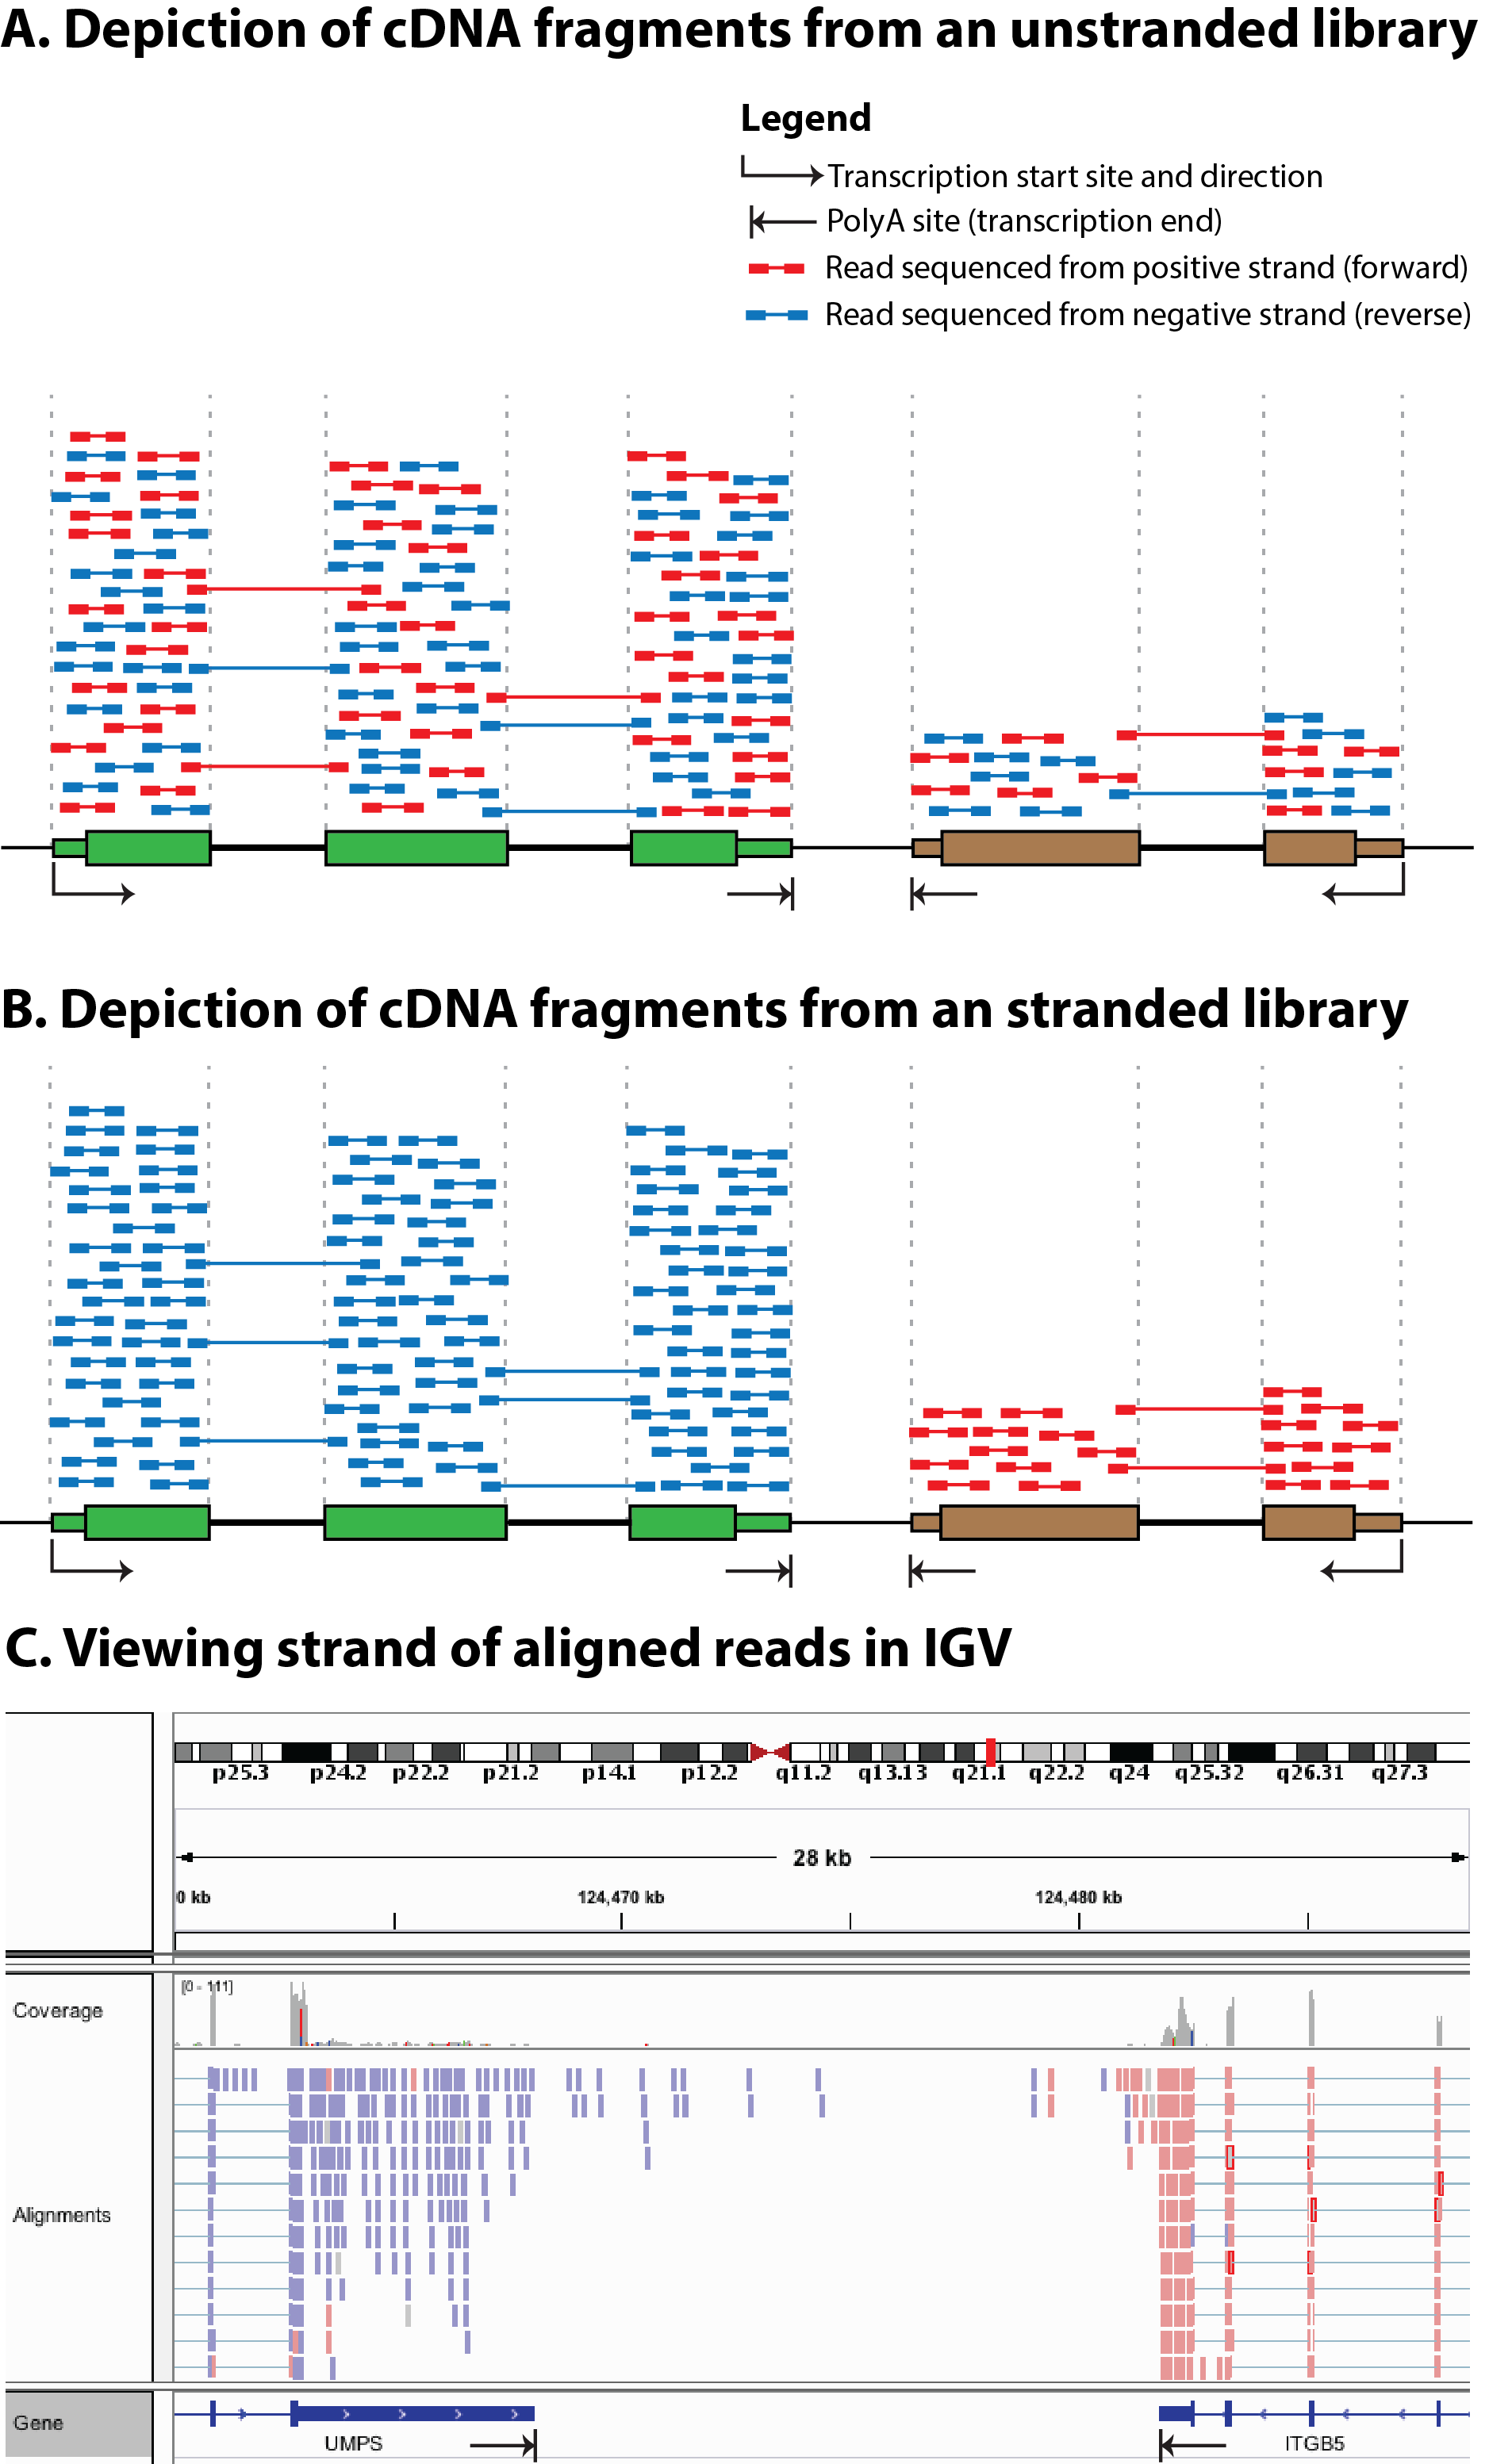 A. Depiction of cDNA fragments from an unstranded library
Legend
Transcription start site and direction
PolyA site (transcription end)
Read sequenced from positive strand (forward)
Read sequenced from negative strand (reverse)
B. Depiction of cDNA fragments from an stranded library
C. Viewing strand of aligned reads in IGV
p25.3 p24.2 p22.2 p21.2 p14.1 p12.2 q11.2 q13.13 q21.1 q22.2 q24 q25.32 q26.31 q27.3
28 kb
0 kb 124,470 kb 124,480 kb
[0 - 111]
Coverage
Alignments
Gene
UMPS ITGB5